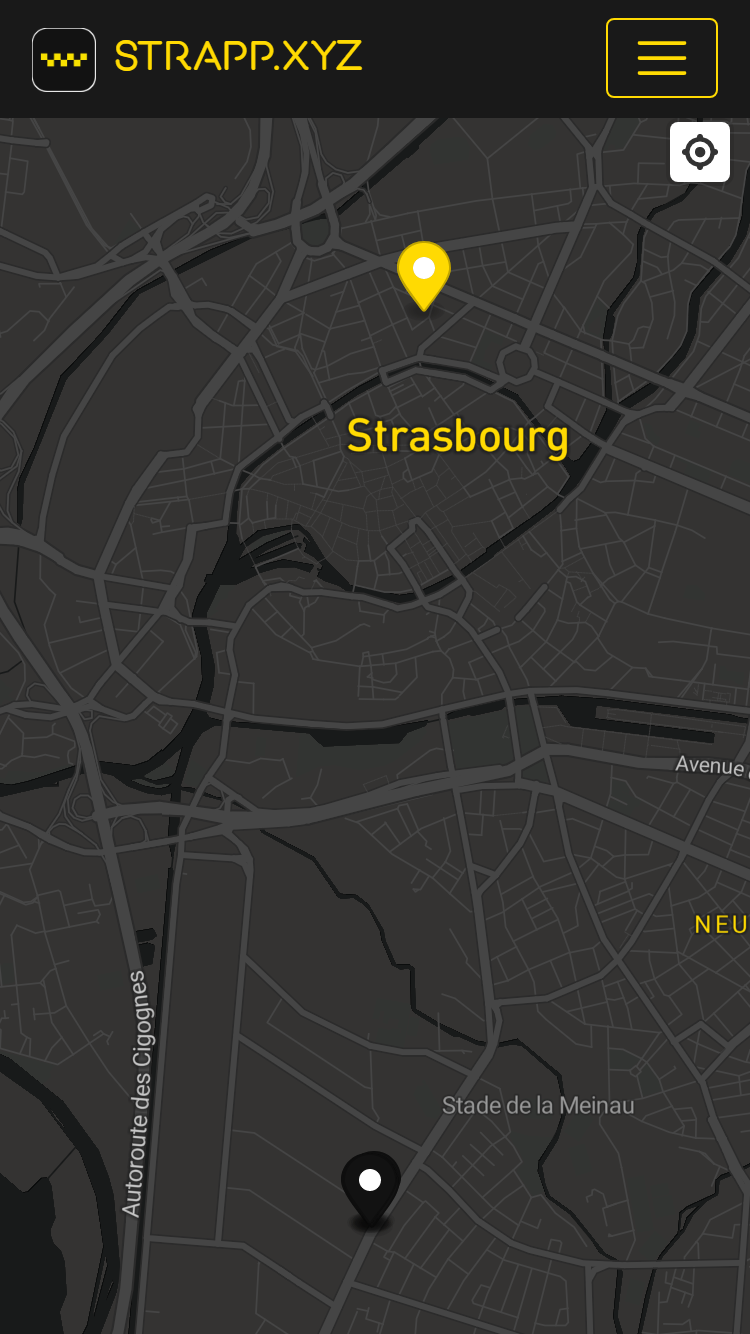 STRAPP.XYZ
Strasbourg
Avenue
NEU
Autoroute des Cigognes
Stade de la Meinau